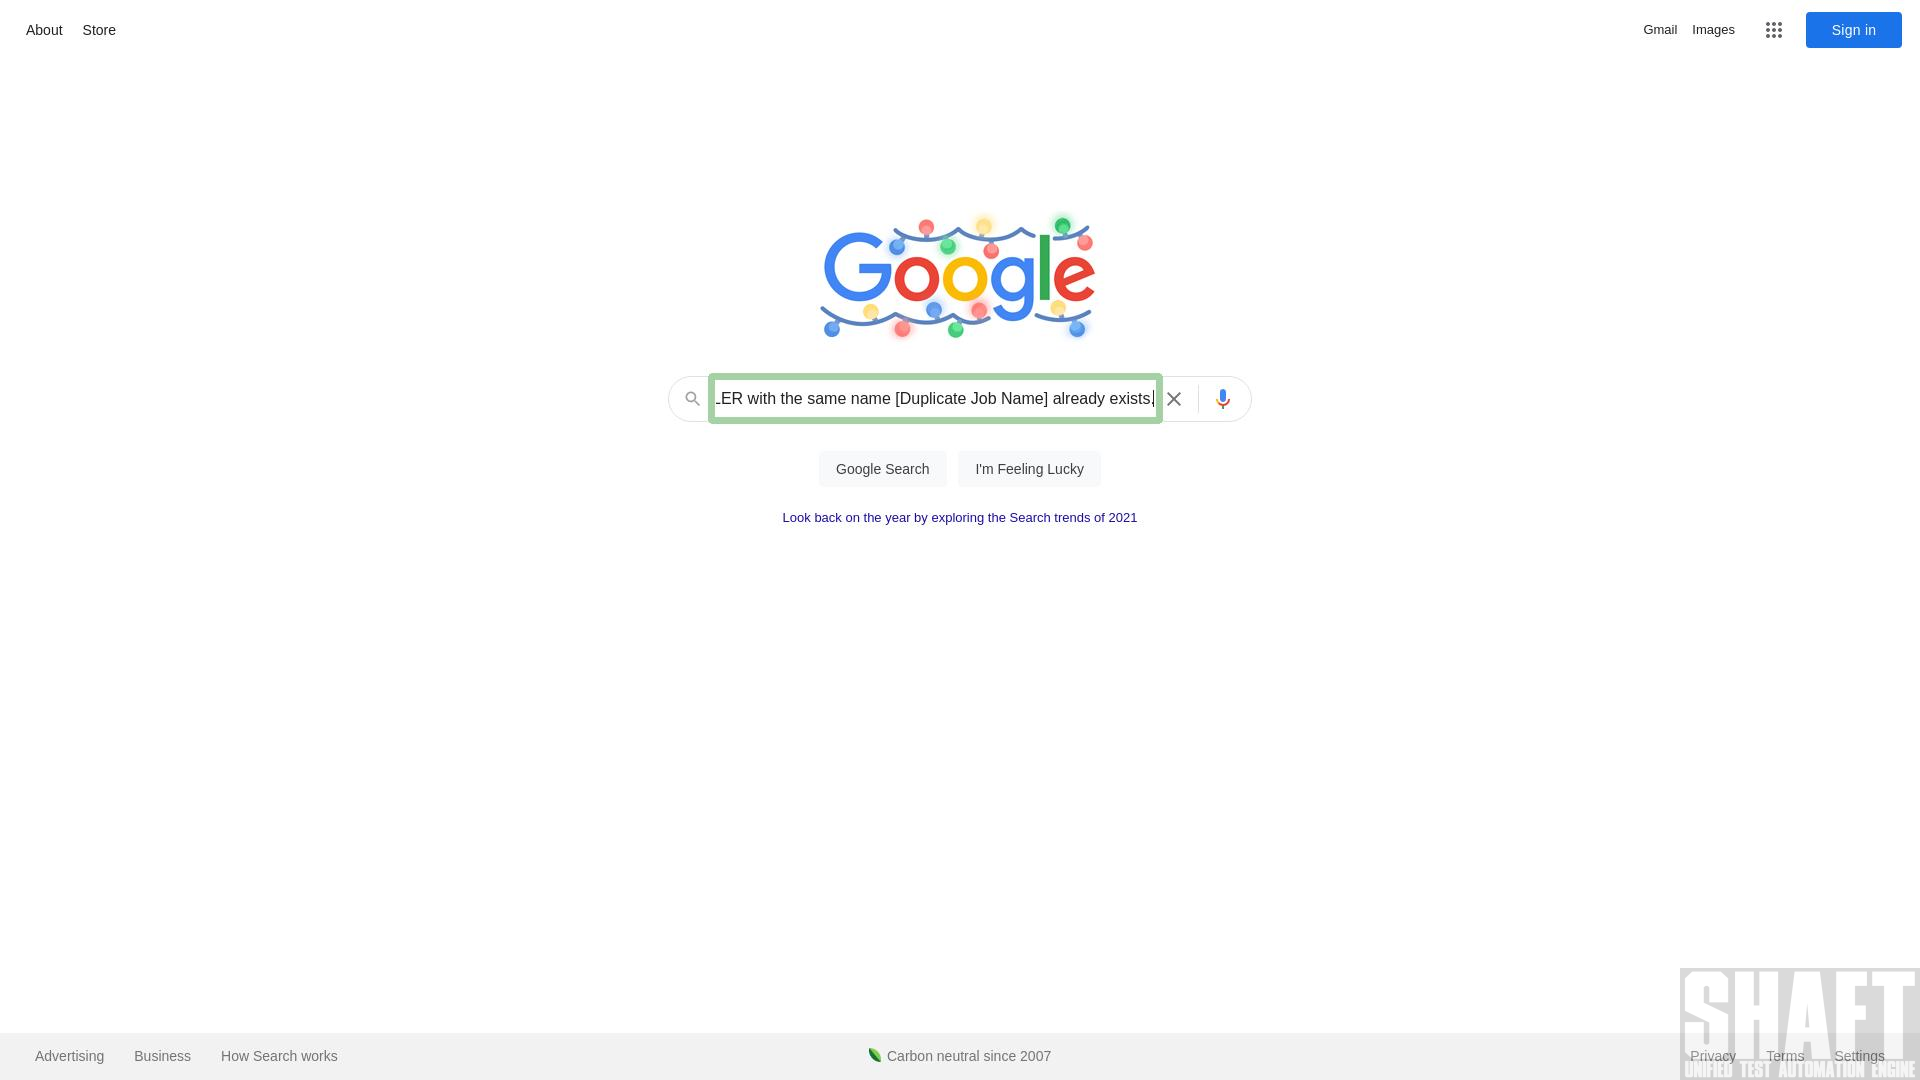 About Store
Gmail Images
Sign in
Google
ER with the same name [Duplicate Job Name] already exists.
Google Search
I'm Feeling Lucky
Look back on the year by exploring the Search trends of 2021
SHAFT
UNIFIED TEST AUTOMATION ENGINE
Advertising Business How Search works
Carbon neutral since 2007
Privacy Terms Settings